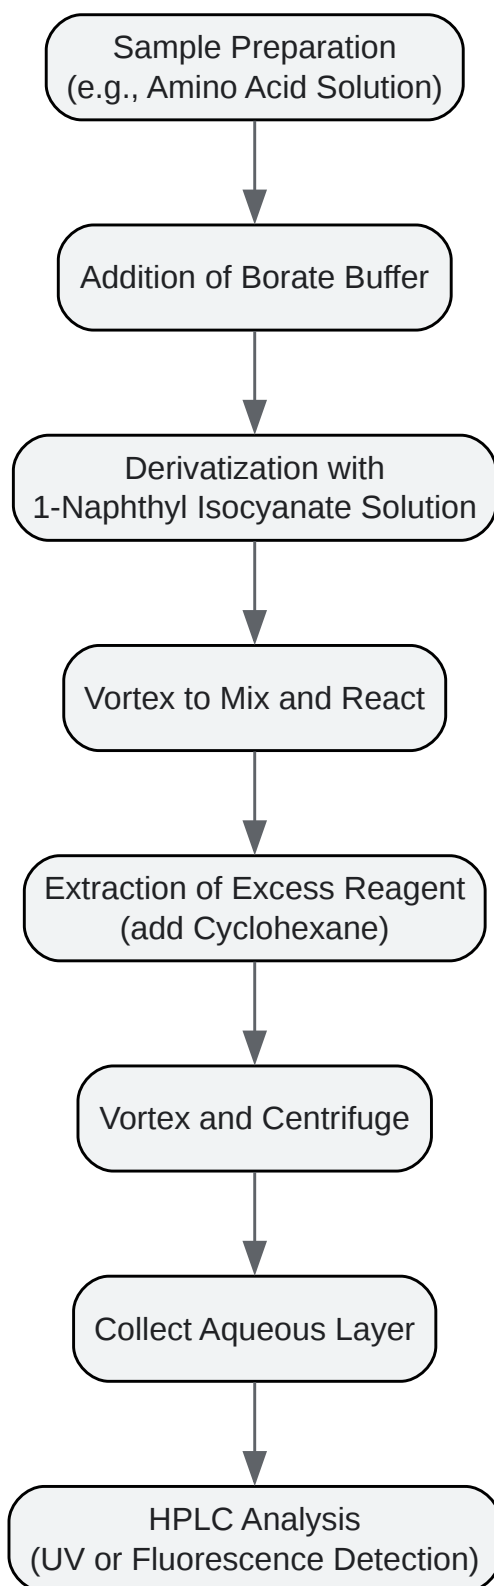 Sample Preparation
(e.g., Amino Acid Solution)
Addition of Borate Buffer
Derivatization with
1-Naphthyl Isocyanate Solution
Vortex to Mix and React
Extraction of Excess Reagent
(add Cyclohexane)
Vortex and Centrifuge
Collect Aqueous Layer
HPLC Analysis
(UV or Fluorescence Detection)